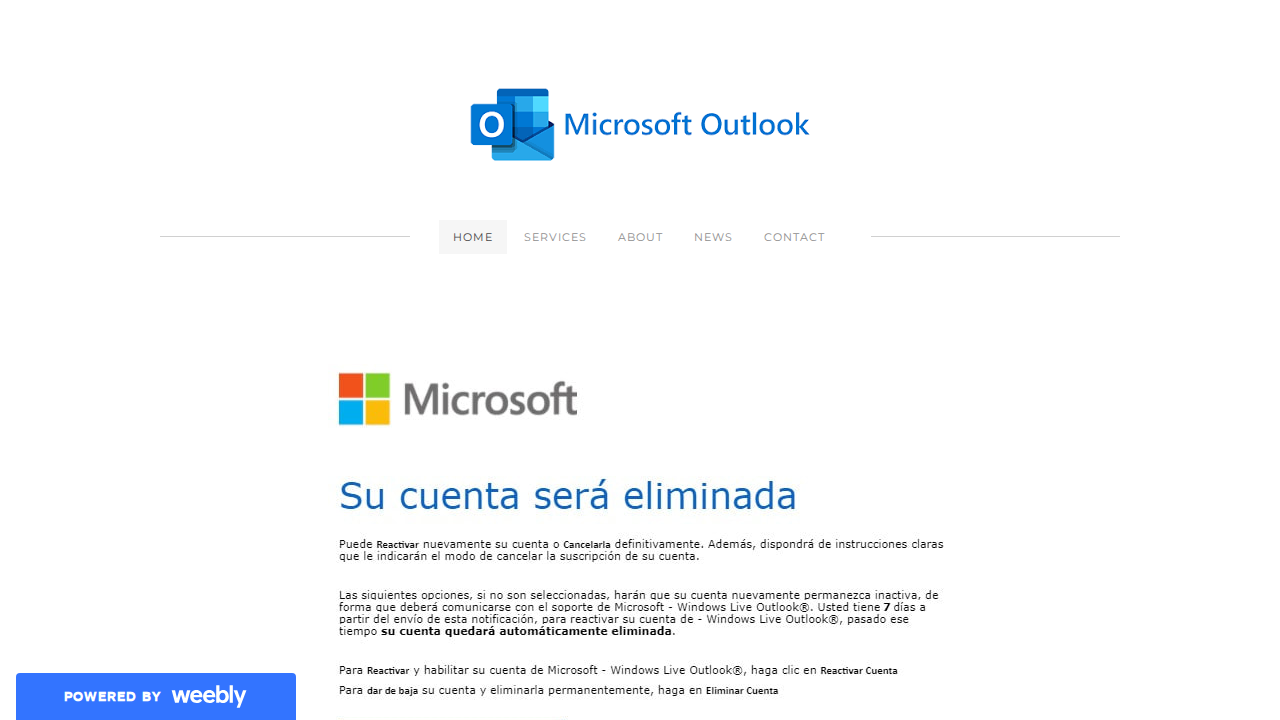 Microsoft Outlook
HOME SERVICES ABOUT NEWS CONTACT
Microsoft
Su cuenta será eliminada
Puede Reactivar nuevamente su cuenta o Cancelarla definitivamente. Además, dispondrá de instrucciones claras
que le indicarán el modo de cancelar la suscripción de su cuenta.
Las siguientes opciones, si no son seleccionadas, harán que su cuenta nuevamente permanezca inactiva, de
forma que deberá comunicarse con el soporte de Microsoft - Windows Live Outlook®. Usted tiene 7 días a
partir del envío de esta notificación, para reactivar su cuenta de - Windows Live Outlook®, pasado ese
tiempo su cuenta quedará automáticamente eliminada.
Para Reactivar y habilitar su cuenta de Microsoft - Windows Live Outlook®, haga clic en Reactivar Cuenta
Para dar de baja su cuenta y eliminarla permanentemente, haga en Eliminar Cuenta
POWERED BY weebly